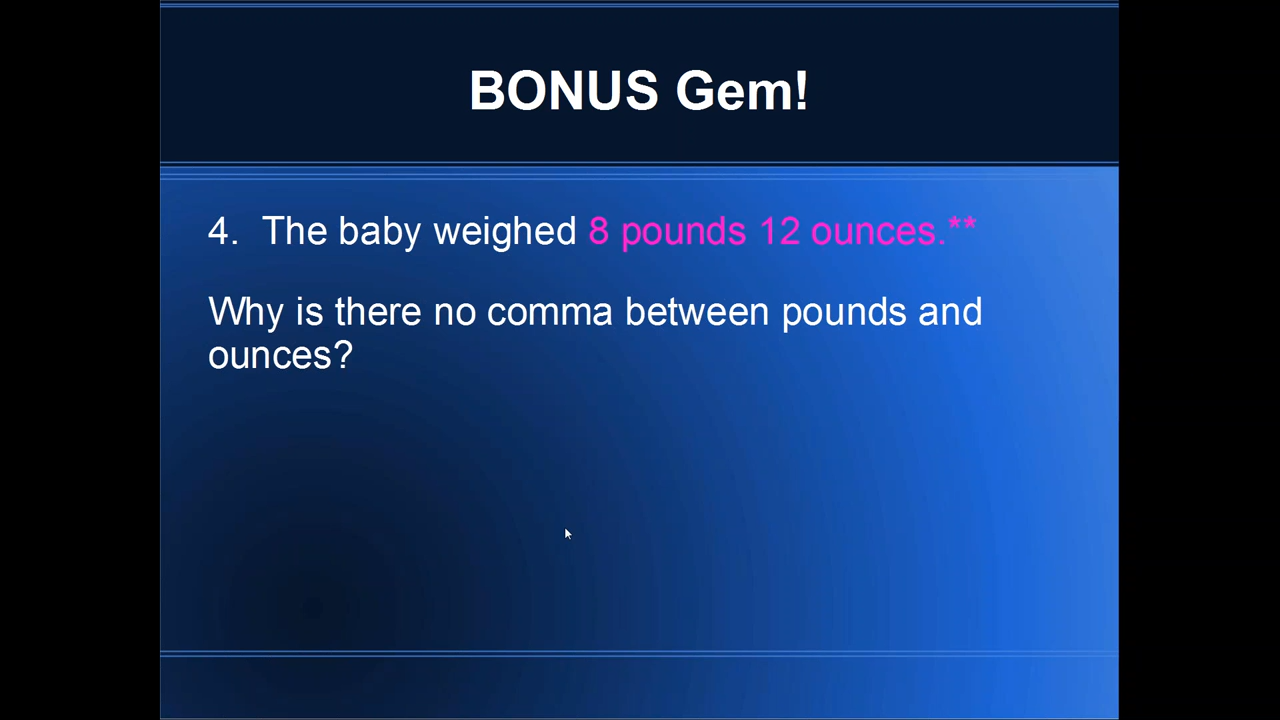 BONUS Gem!
4. The baby weighed 8 pounds 12 ounces.**
Why is there no comma between pounds and
ounces?